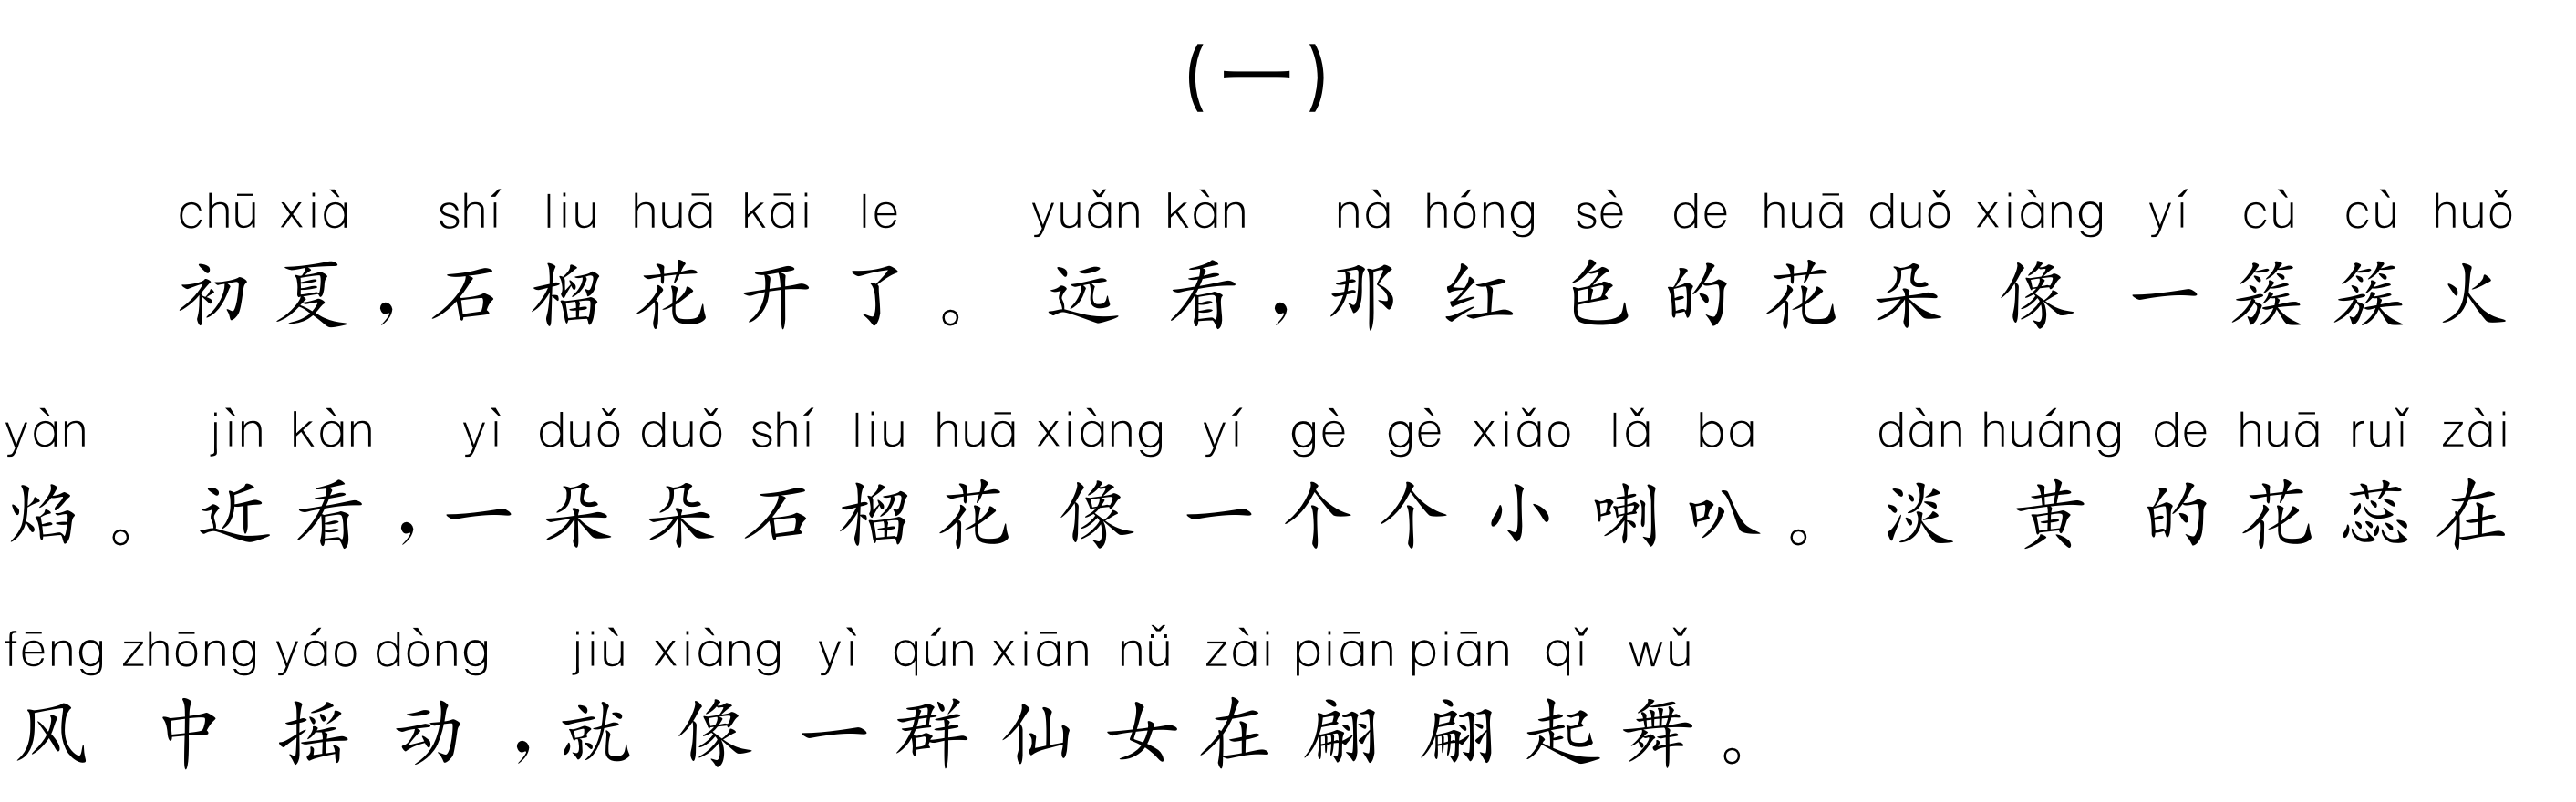 (一)
chū xià shí liu huā kāi le yuǎn kàn nà hóng sè de huā duǒ xiàng yí cù cù huǒ
初夏，石榴花开了。远看，那红色的花朵像一簇簇火
yàn jìn kàn yì duǒ duǒ shí liu huā xiàng yí gè gè xiǎo lǎ ba dàn huáng de huā ruǐ zài
焰。近看，一朵朵石榴花像一个个小喇叭。淡黄的花蕊在
fēng zhōng yáo dòng jiù xiàng yì qún xiān nǚ zài piān piān qǐ wǔ
风中摇动，就像一群仙女在翩翩起舞。